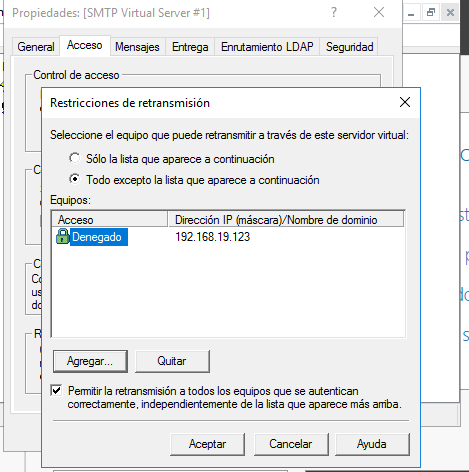 Propiedades: [SMTP Virtual Server #1]
General Acceso Mensajes Entrega Enrutamiento LDAP Seguridad
Control de acceso
Restricciones de retransmisión
Seleccione el equipo que puede retransmitir a través de este servidor virtual:
Sólo la lista que aparece a continuación
Todo excepto la lista que aparece a continuación
Equipos:
Acceso Dirección IP (máscara)/Nombre de dominio
Denegado 192.168.19.123
Agregar... Quitar
Permitir la retransmisión a todos los equipos que se autentican
correctamente, independientemente de la lista que aparece más arriba.
Aceptar Cancelar Ayuda